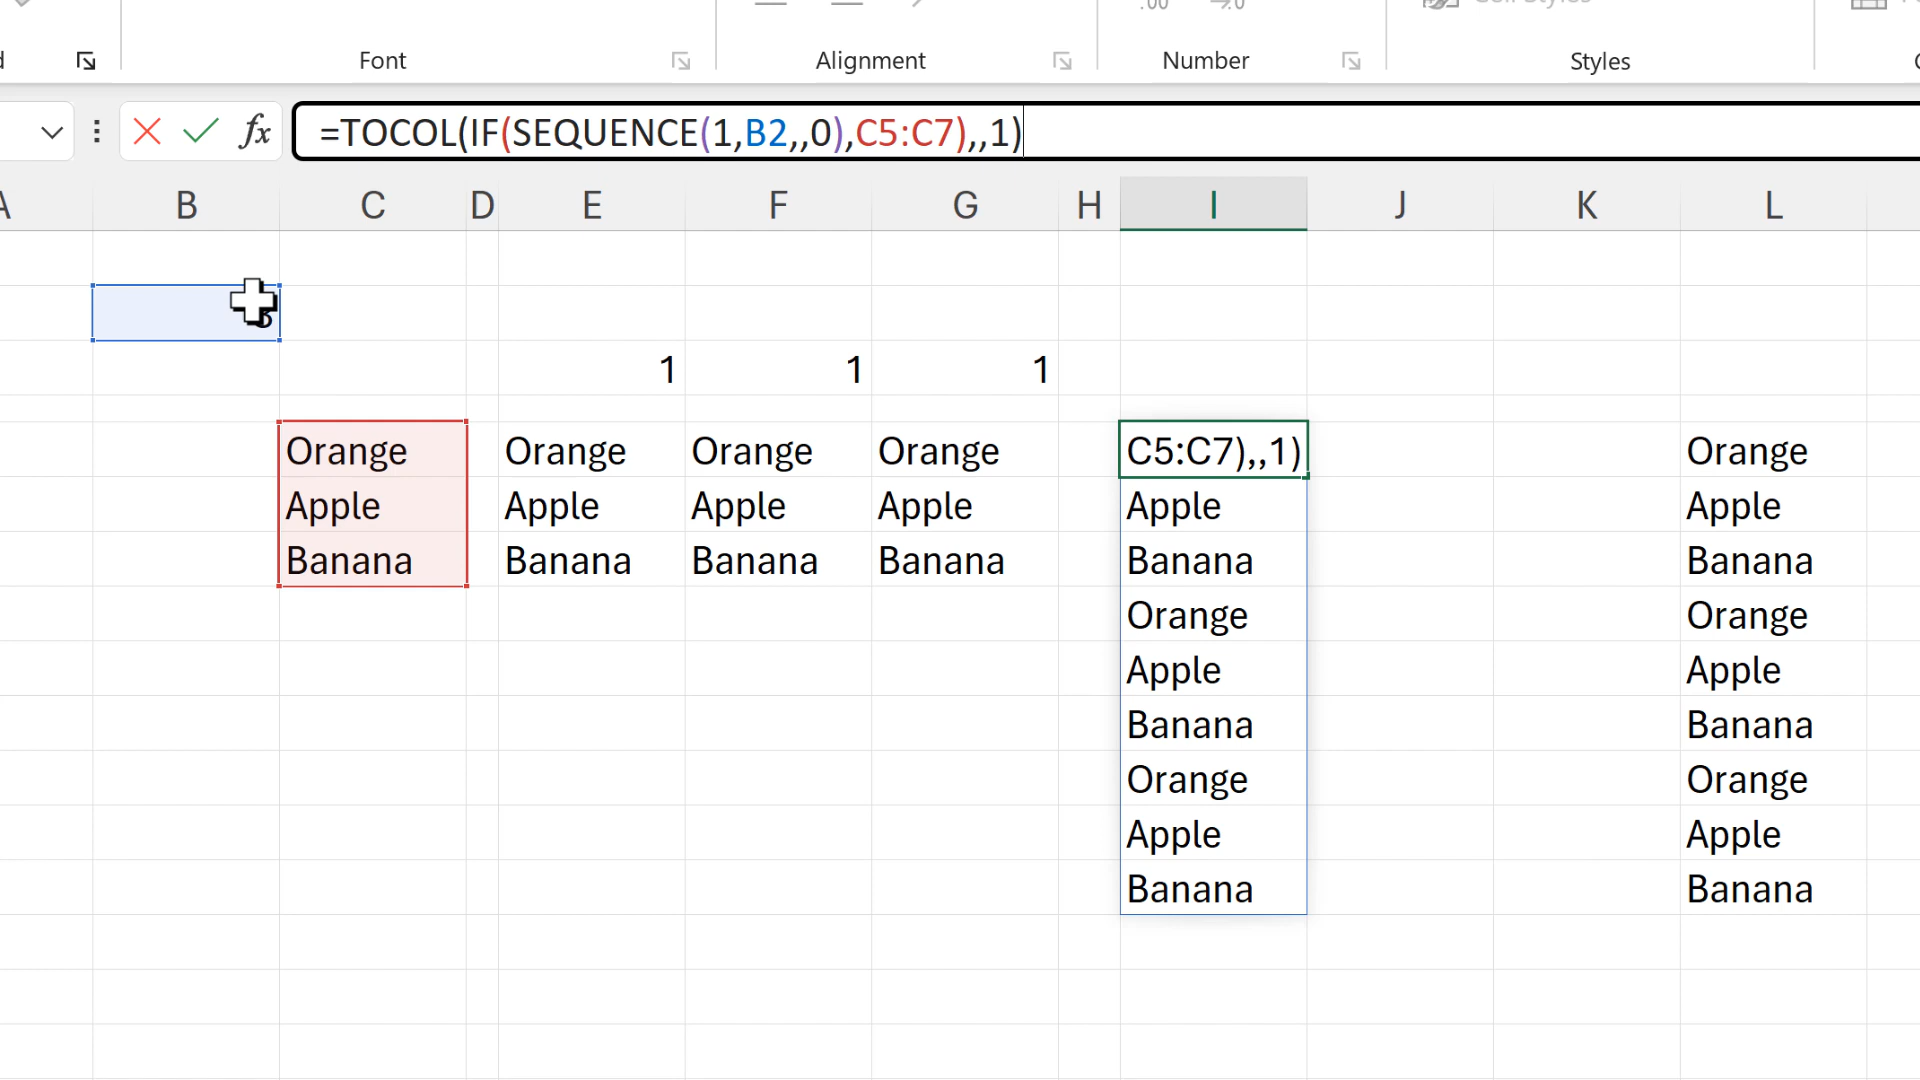 Font Alignment Number Styles
fx =TOCOL(IF(SEQUENCE(1,B2,,0),C5:C7),,1)
A B C D E F G H I J K L
3
1 1 1
Orange Orange Orange Orange C5:C7),,1) Orange
Apple Apple Apple Apple Apple Apple
Banana Banana Banana Banana Banana Banana
Orange Orange
Apple Apple
Banana Banana
Orange Orange
Apple Apple
Banana Banana